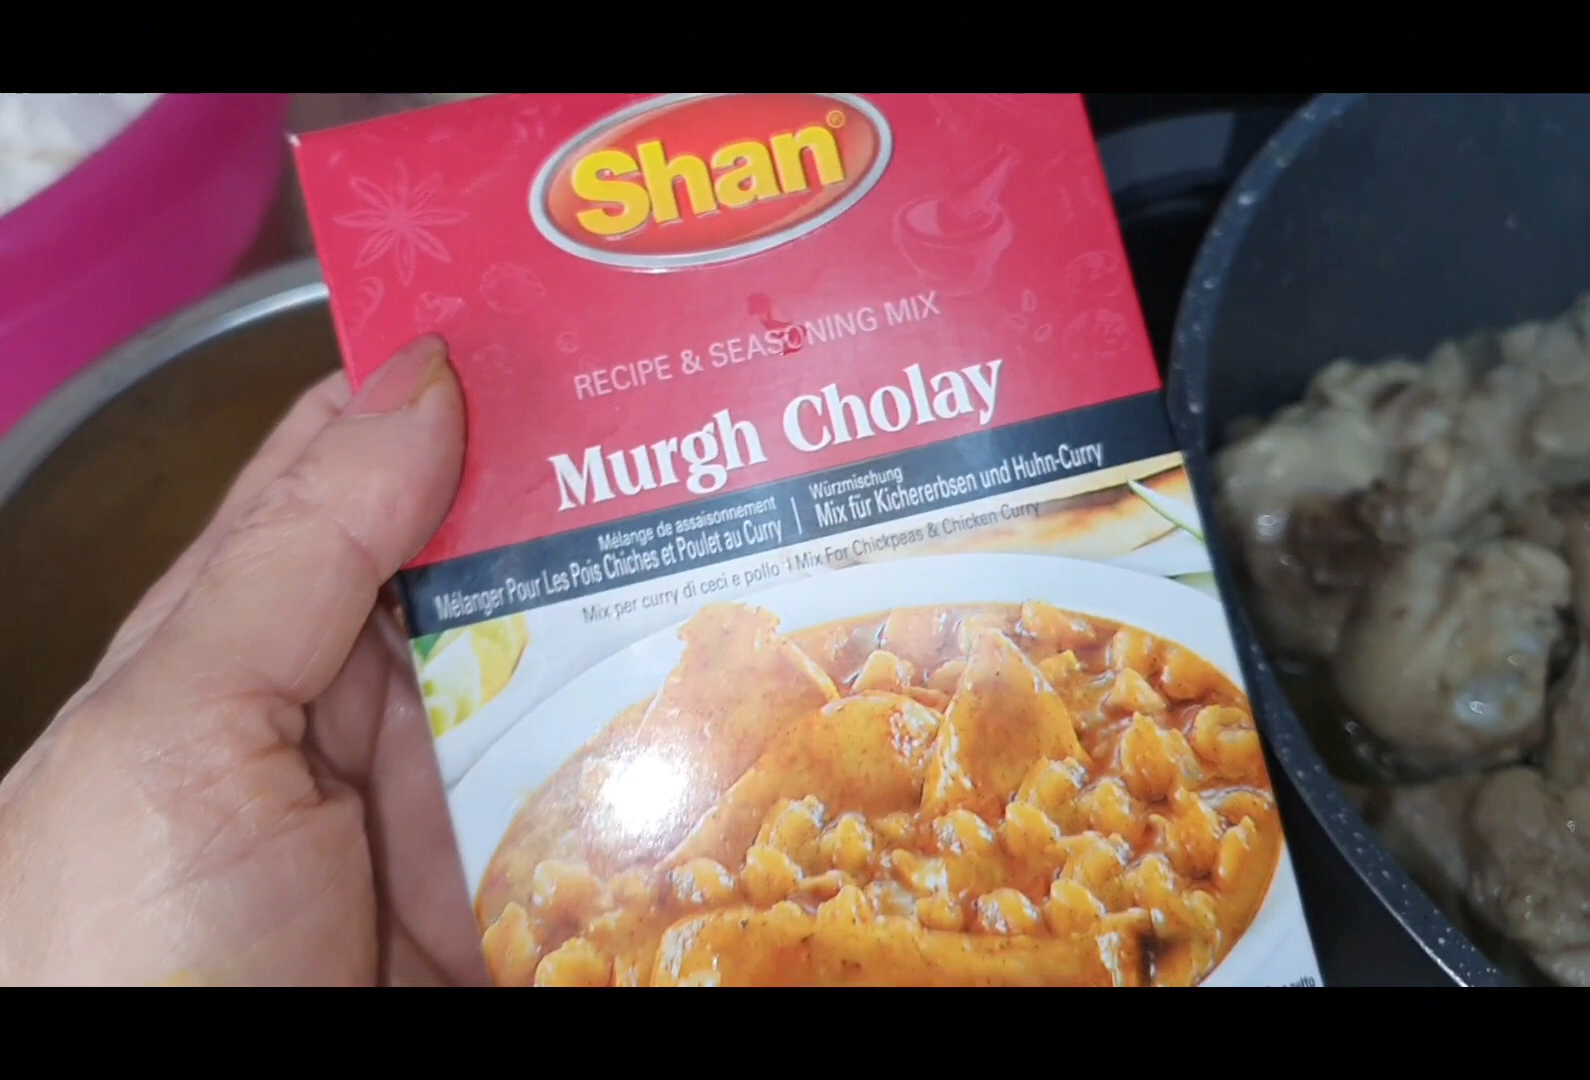 Shan®
RECIPE & SEASONING MIX
Murgh Cholay
Mélange de assaisonnement
Mélanger Pour Les Pois Chiches et Poulet au Curry
Würzmischung
Mix für Kichererbsen und Huhn-Curry
Mix per curry di ceci e pollo | Mix For Chickpeas & Chicken Curry